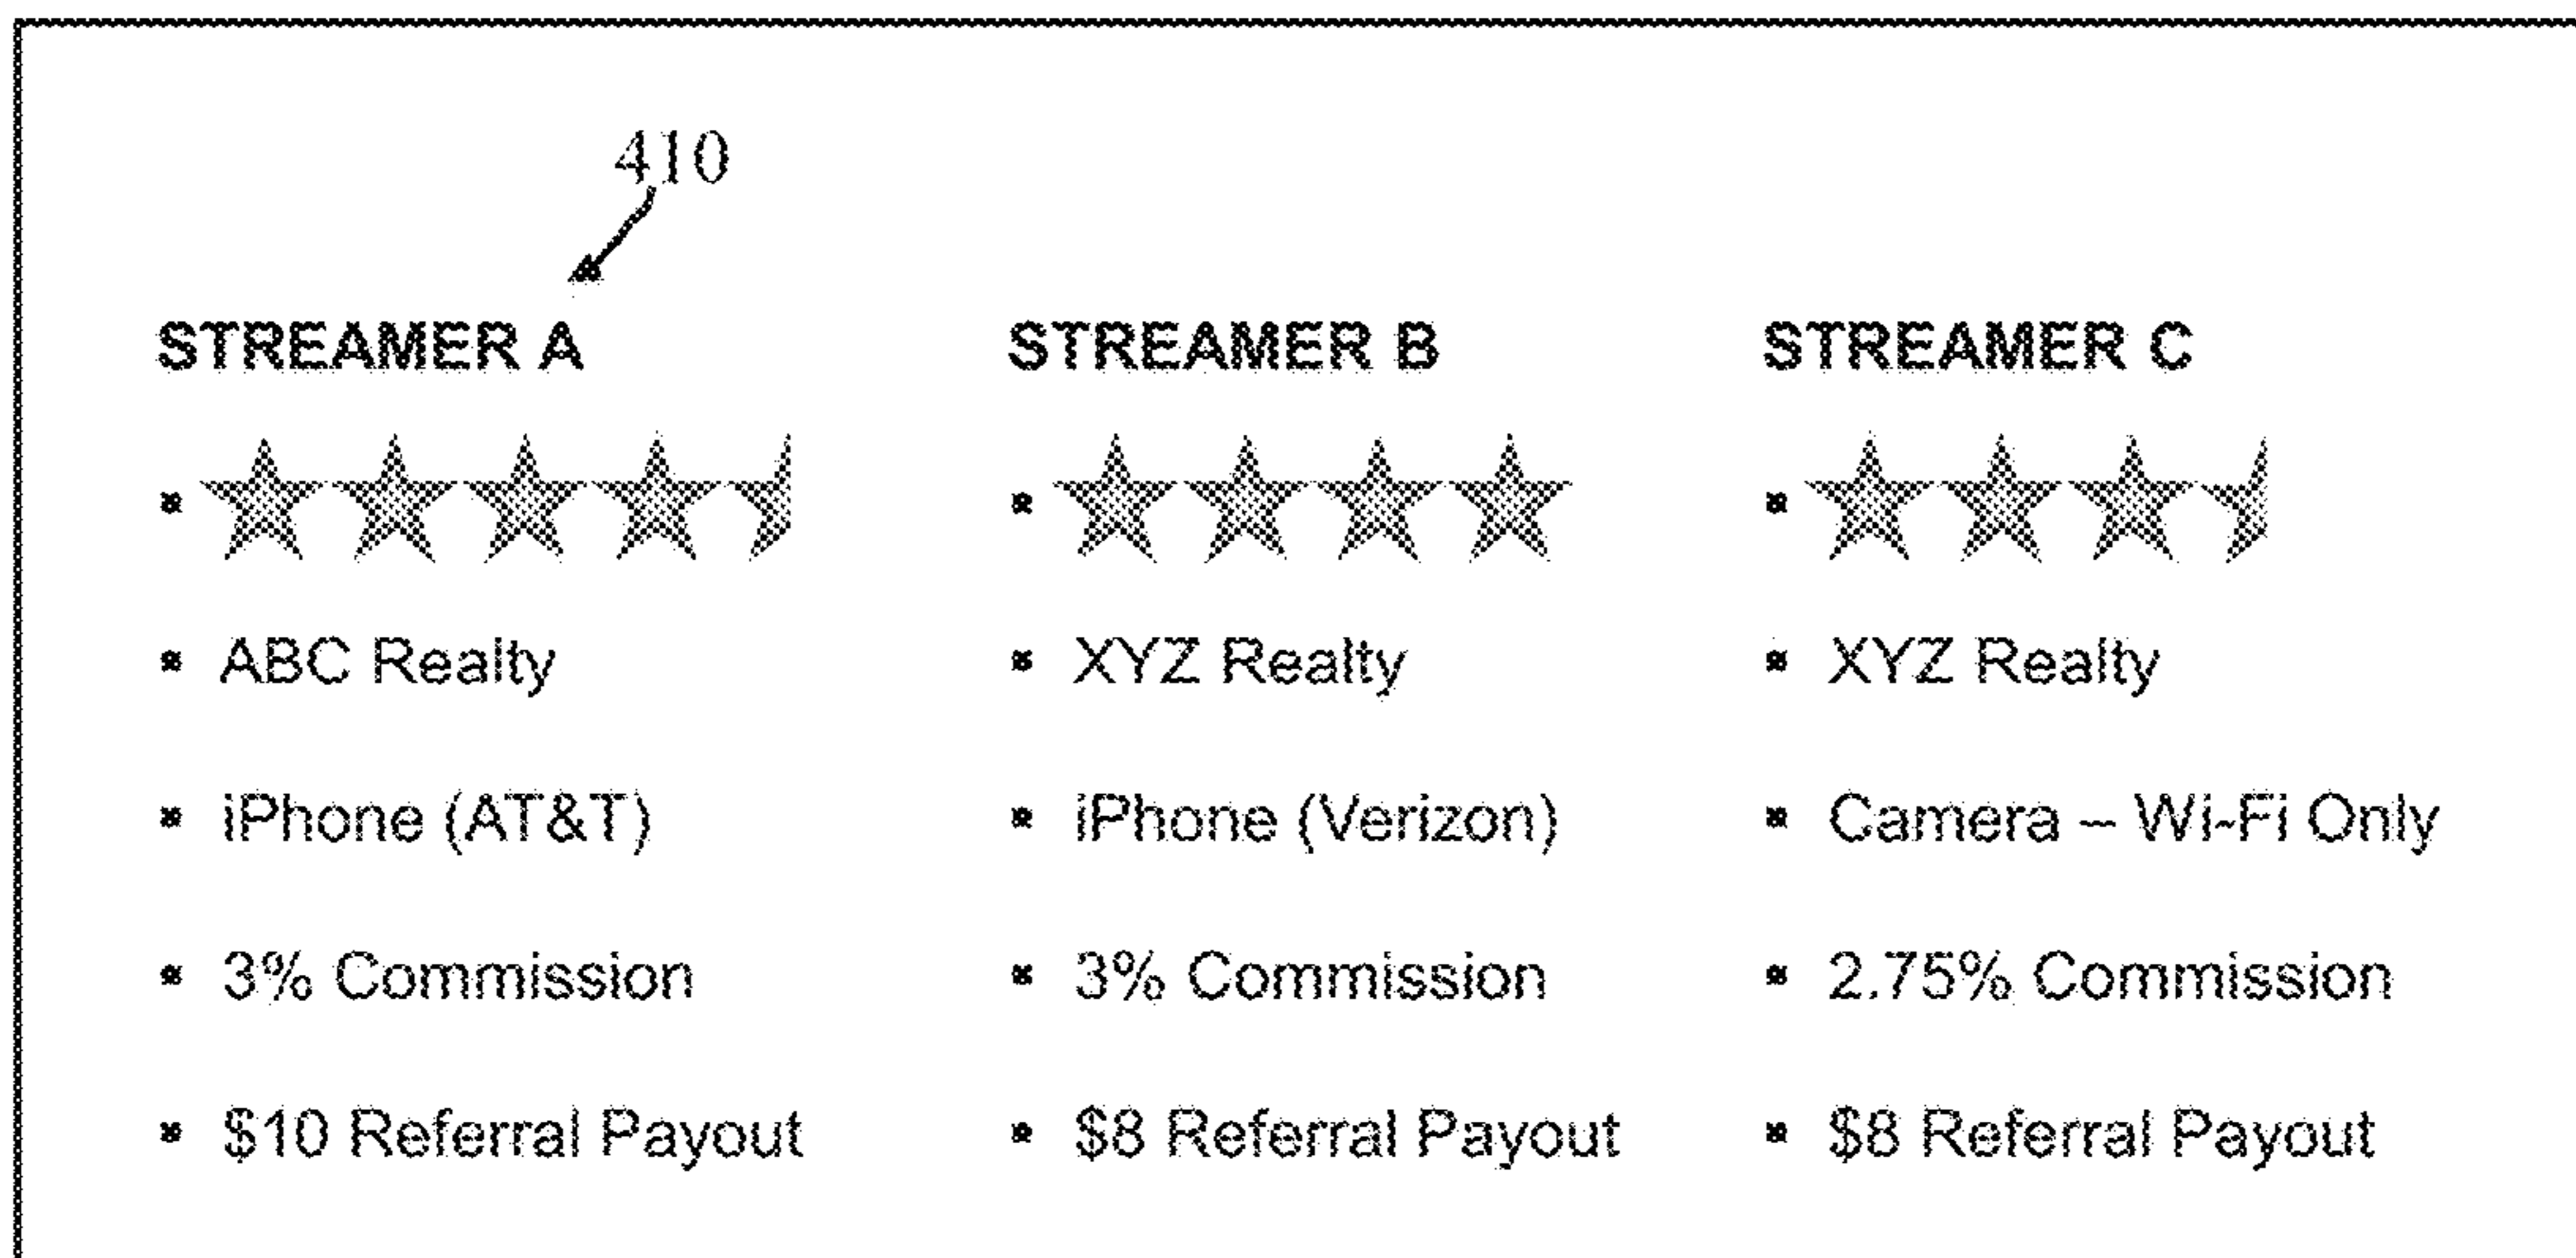 410
STREAMER A
ABC Realty
iPhone (AT&T)
3% Commission
$10 Referral Payout
STREAMER B
XYZ Realty
iPhone (Verizon)
3% Commission
$8 Referral Payout
STREAMER C
XYZ Realty
Camera – Wi-Fi Only
2.75% Commission
$8 Referral Payout